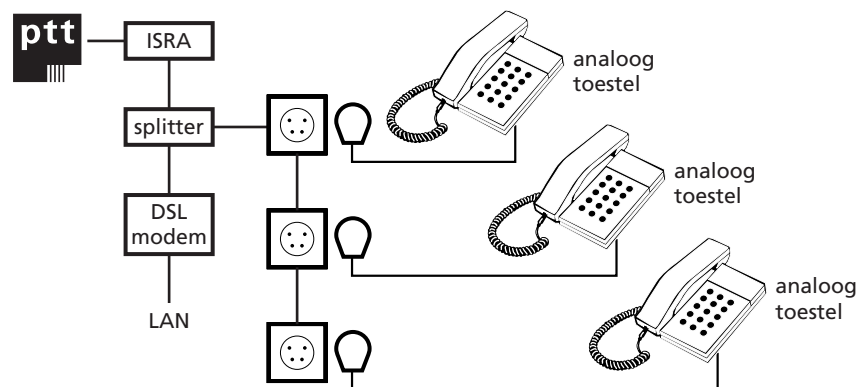 ptt
ISRA
analoog
toestel
splitter
analoog
toestel
DSL
modem
analoog
toestel
LAN